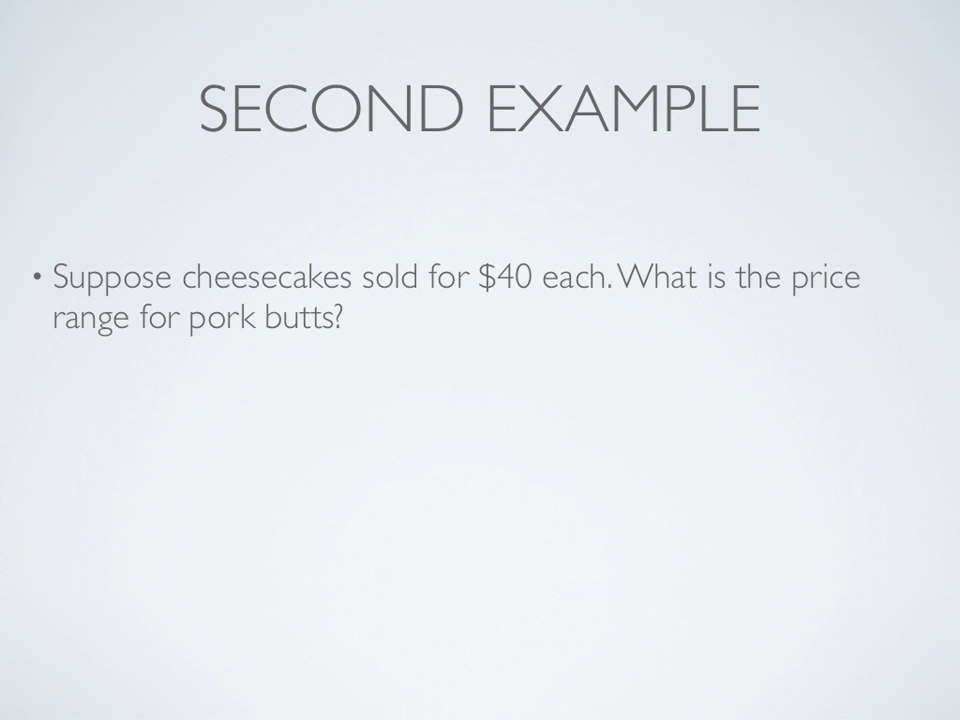 SECOND EXAMPLE
• Suppose cheesecakes sold for $40 each. What is the price
range for pork butts?